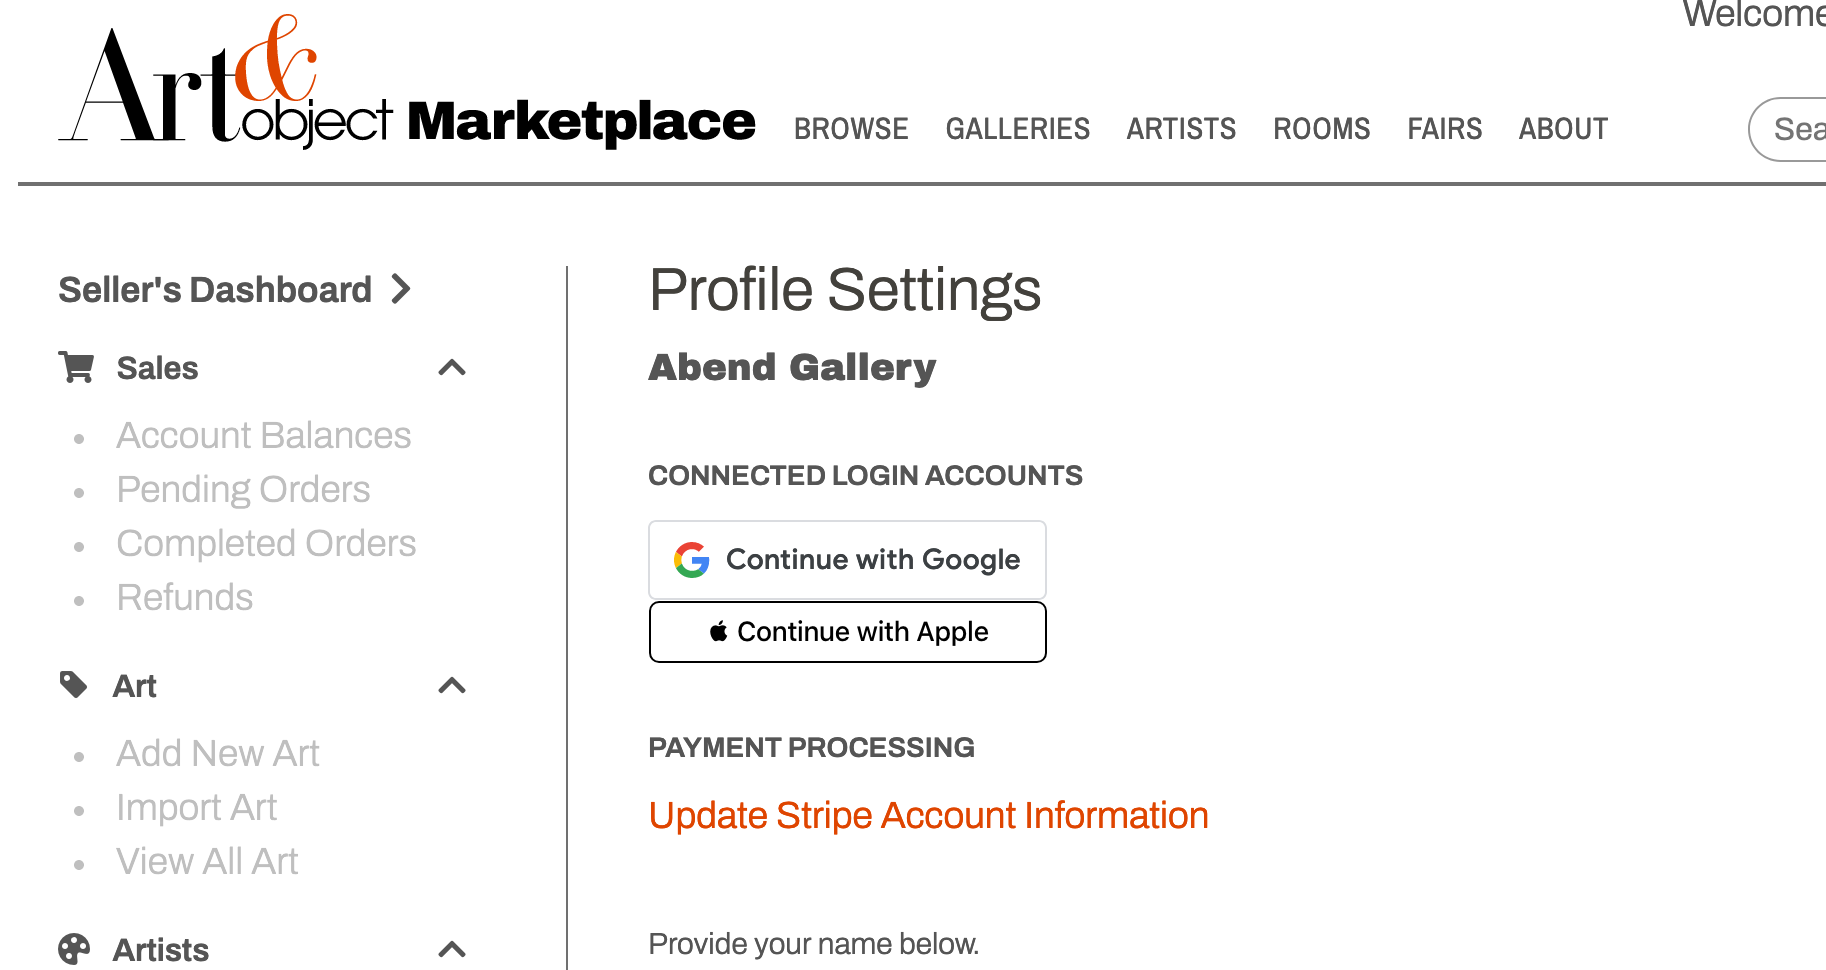 Welcome
Art & object Marketplace
BROWSE GALLERIES ARTISTS ROOMS FAIRS ABOUT
Sea
Seller's Dashboard
Sales
Account Balances
Pending Orders
Completed Orders
Refunds
Art
Add New Art
Import Art
View All Art
Artists
Profile Settings
Abend Gallery
CONNECTED LOGIN ACCOUNTS
Continue with Google
Continue with Apple
PAYMENT PROCESSING
Update Stripe Account Information
Provide your name below.